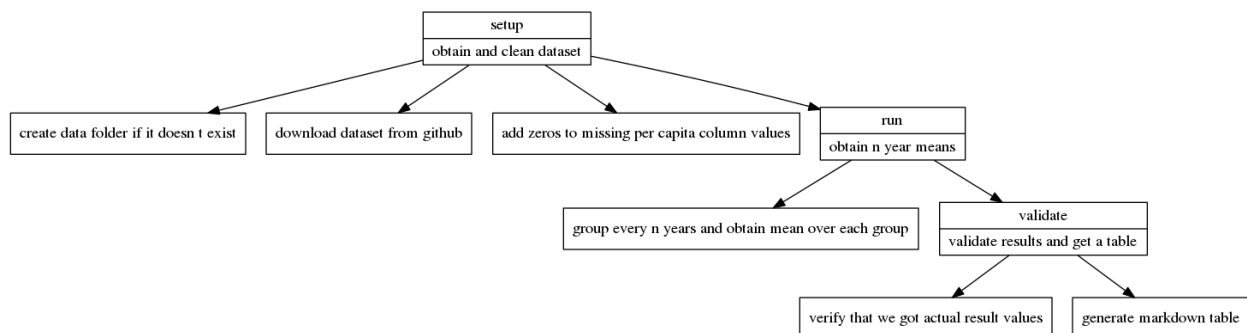 setup
obtain and clean dataset
create data folder if it doesn t exist
download dataset from github
add zeros to missing per capita column values
run
obtain n year means
group every n years and obtain mean over each group
validate
validate results and get a table
verify that we got actual result values
generate markdown table